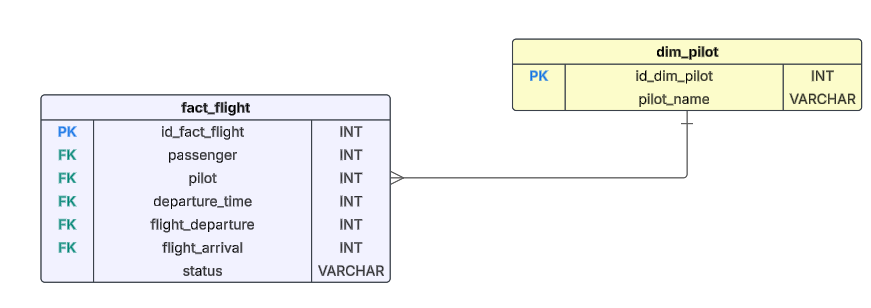 dim_pilot
PK id_dim_pilot INT
pilot_name VARCHAR
fact_flight
PK id_fact_flight INT
FK passenger INT
FK pilot INT
FK departure_time INT
FK flight_departure INT
FK flight_arrival INT
status VARCHAR